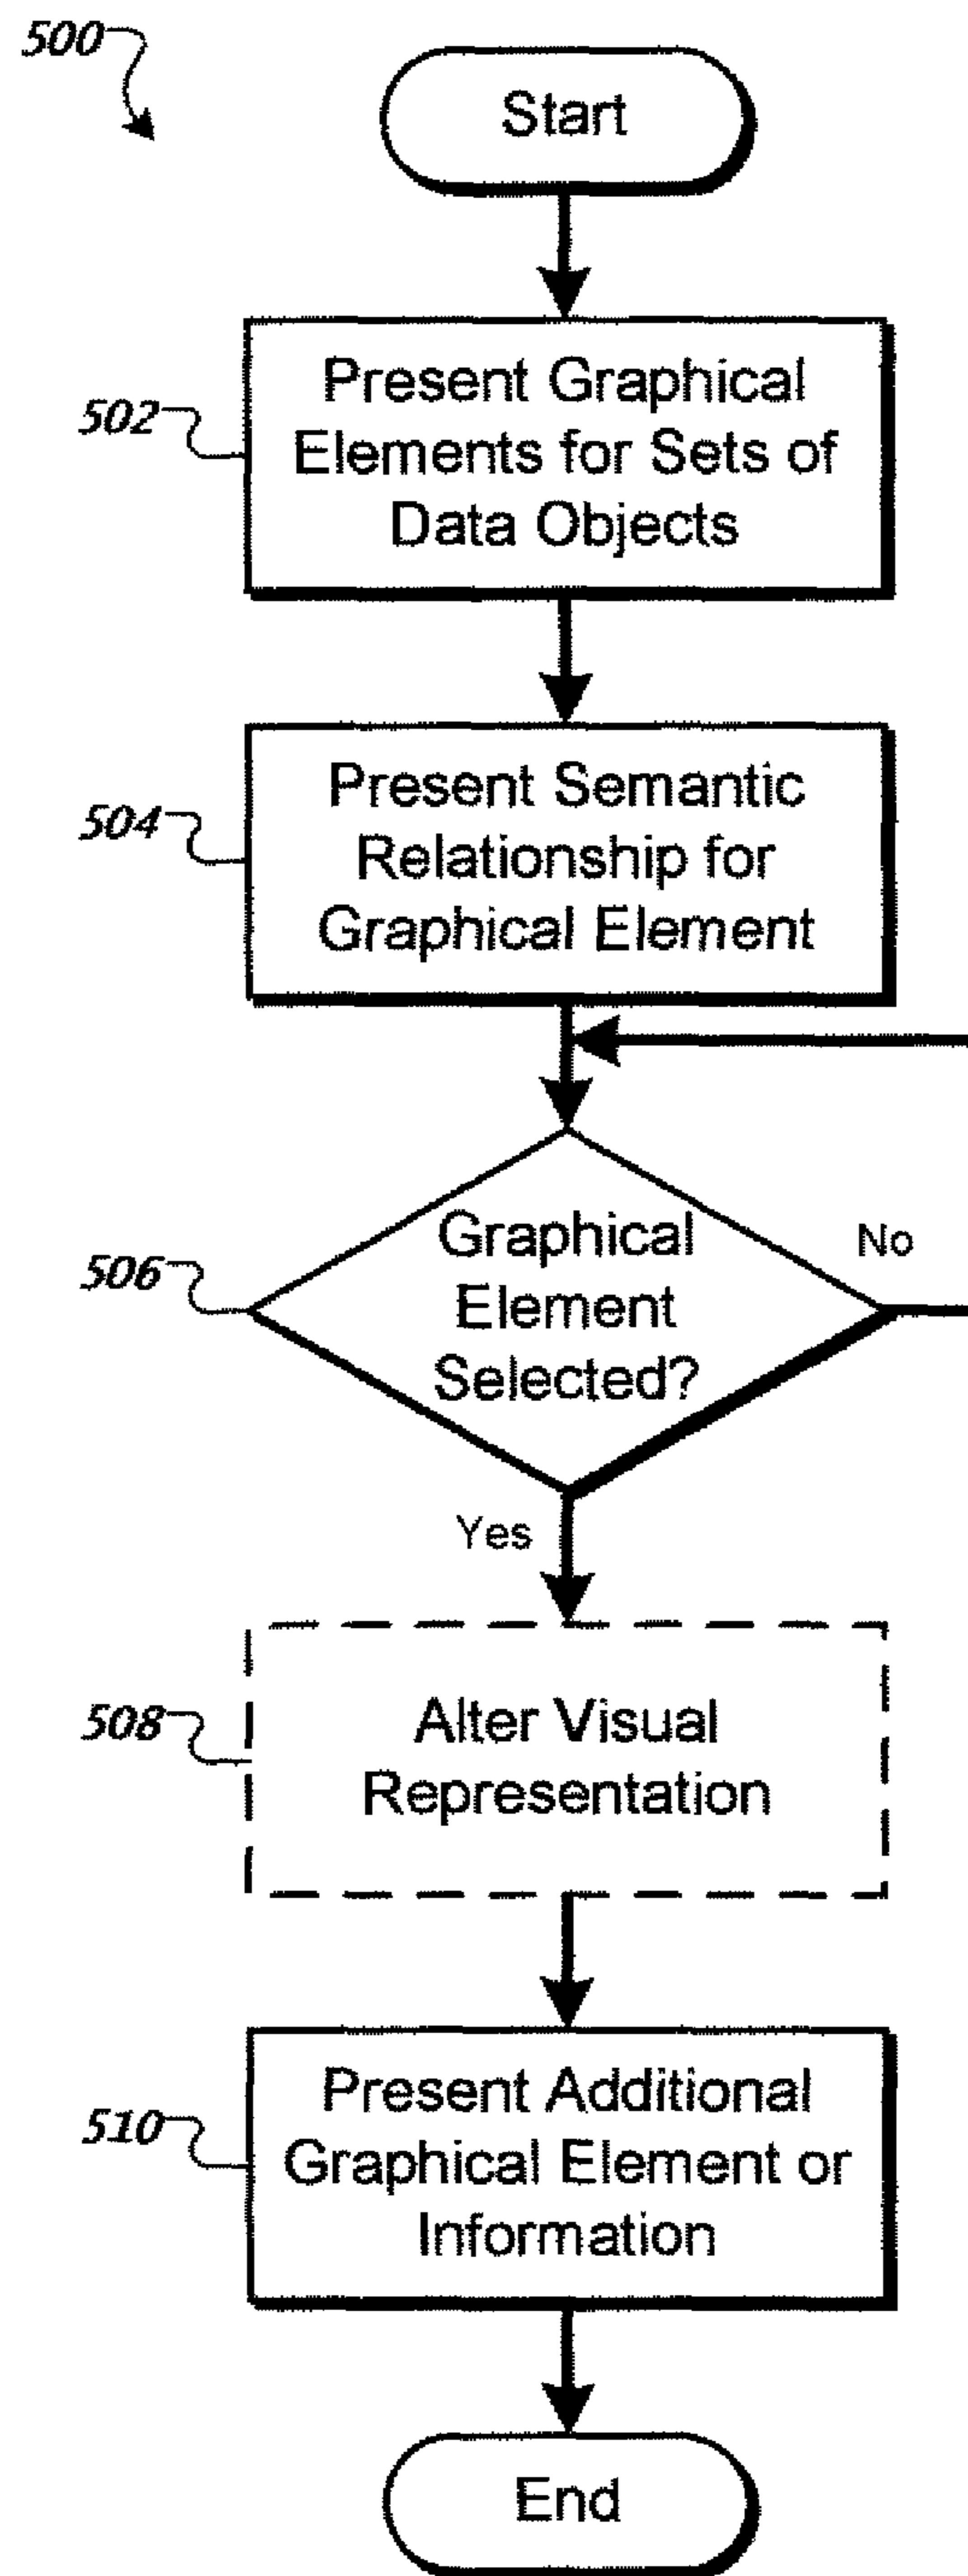 500
Start
502
Present Graphical
Elements for Sets of
Data Objects
504
Present Semantic
Relationship for
Graphical Element
506
Graphical
Element
Selected?
No
Yes
508
Alter Visual
Representation
510
Present Additional
Graphical Element or
Information
End